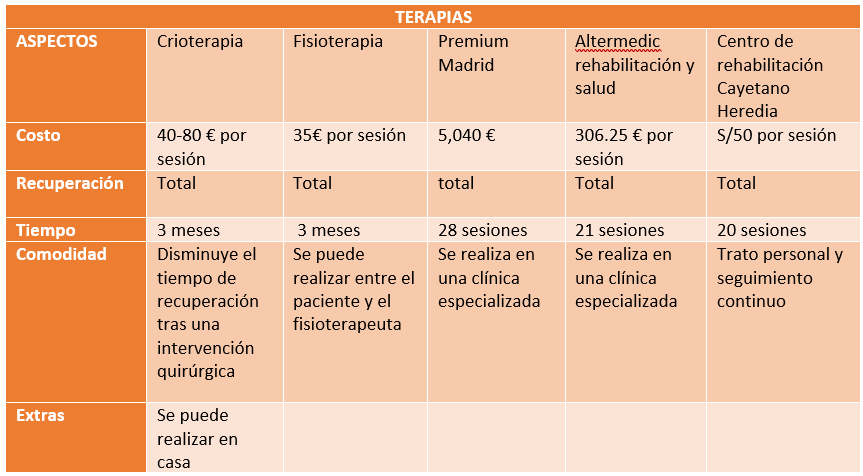 TERAPIAS
ASPECTOS
Crioterapia
Fisioterapia
Premium
Madrid
Altermedic
rehabilitación y
salud
Centro de
rehabilitación
Cayetano
Heredia
Costo
40-80 € por
sesión
35€ por sesión
5,040 €
306.25 € por
sesión
S/50 por sesión
Recuperación
Total
Total
total
Total
Total
Tiempo
3 meses
3 meses
28 sesiones
21 sesiones
20 sesiones
Comodidad
Disminuye el
tiempo de
recuperación
tras una
intervención
quirúrgica
Se puede
realizar entre el
paciente y el
fisioterapeuta
Se realiza en
una clínica
especializada
Se realiza en
una clínica
especializada
Trato personal y
seguimiento
continuo
Extras
Se puede
realizar en
casa